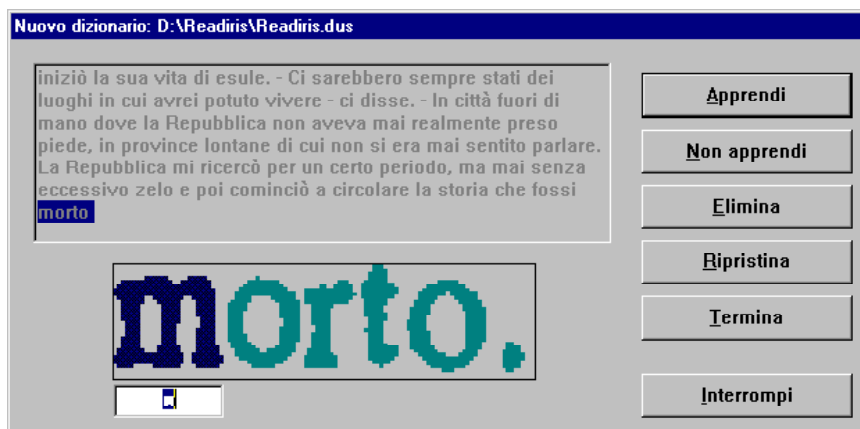 Nuovo dizionario: D:\Readiris\Readiris.dus
iniziò la sua vita di esule. - Ci sarebbero sempre stati dei
luoghi in cui avrei potuto vivere - ci disse. - In città fuori di
mano dove la Repubblica non aveva mai realmente preso
piede, in province lontane di cui non si era mai sentito parlare.
La Repubblica mi ricercò per un certo periodo, ma mai senza
eccessivo zelo e poi cominciò a circolare la storia che fossi
morto
morto.
Apprendi
Non apprendi
Elimina
Ripristina
Termina
Interrompi